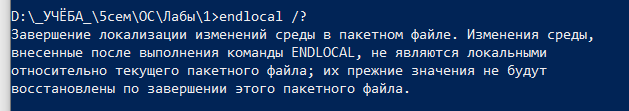 D:\_УЧЁБА_\5сем\ОС\Лабы\1>endlocal /?
Завершение локализации изменений среды в пакетном файле. Изменения среды,
внесенные после выполнения команды ENDLOCAL, не являются локальными
относительно текущего пакетного файла; их прежние значения не будут
восстановлены по завершении этого пакетного файла.